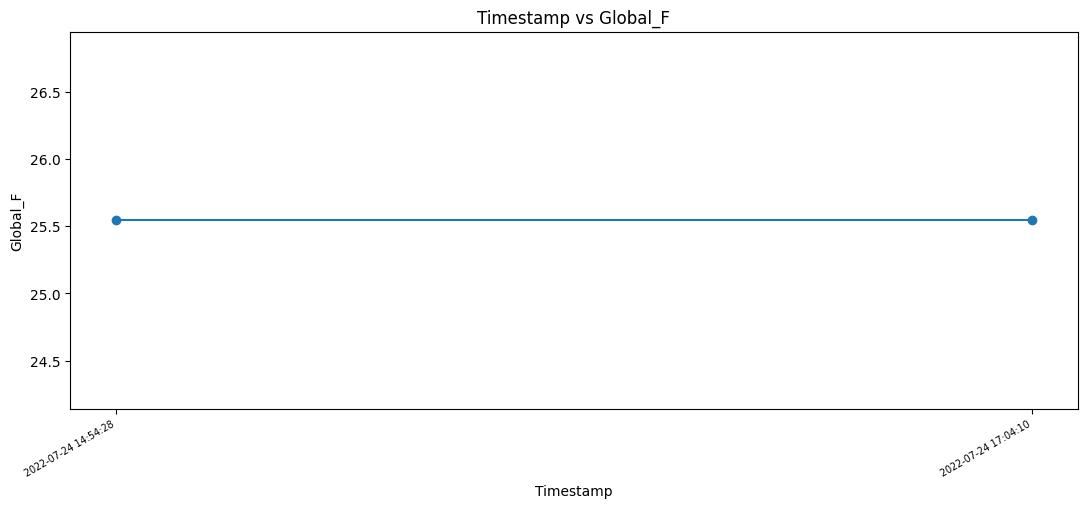 Timestamp vs Global_F
Global_F
26.5
26.0
25.5
25.0
24.5
2022-07-24 14:54:28
2022-07-24 17:04:10
Timestamp